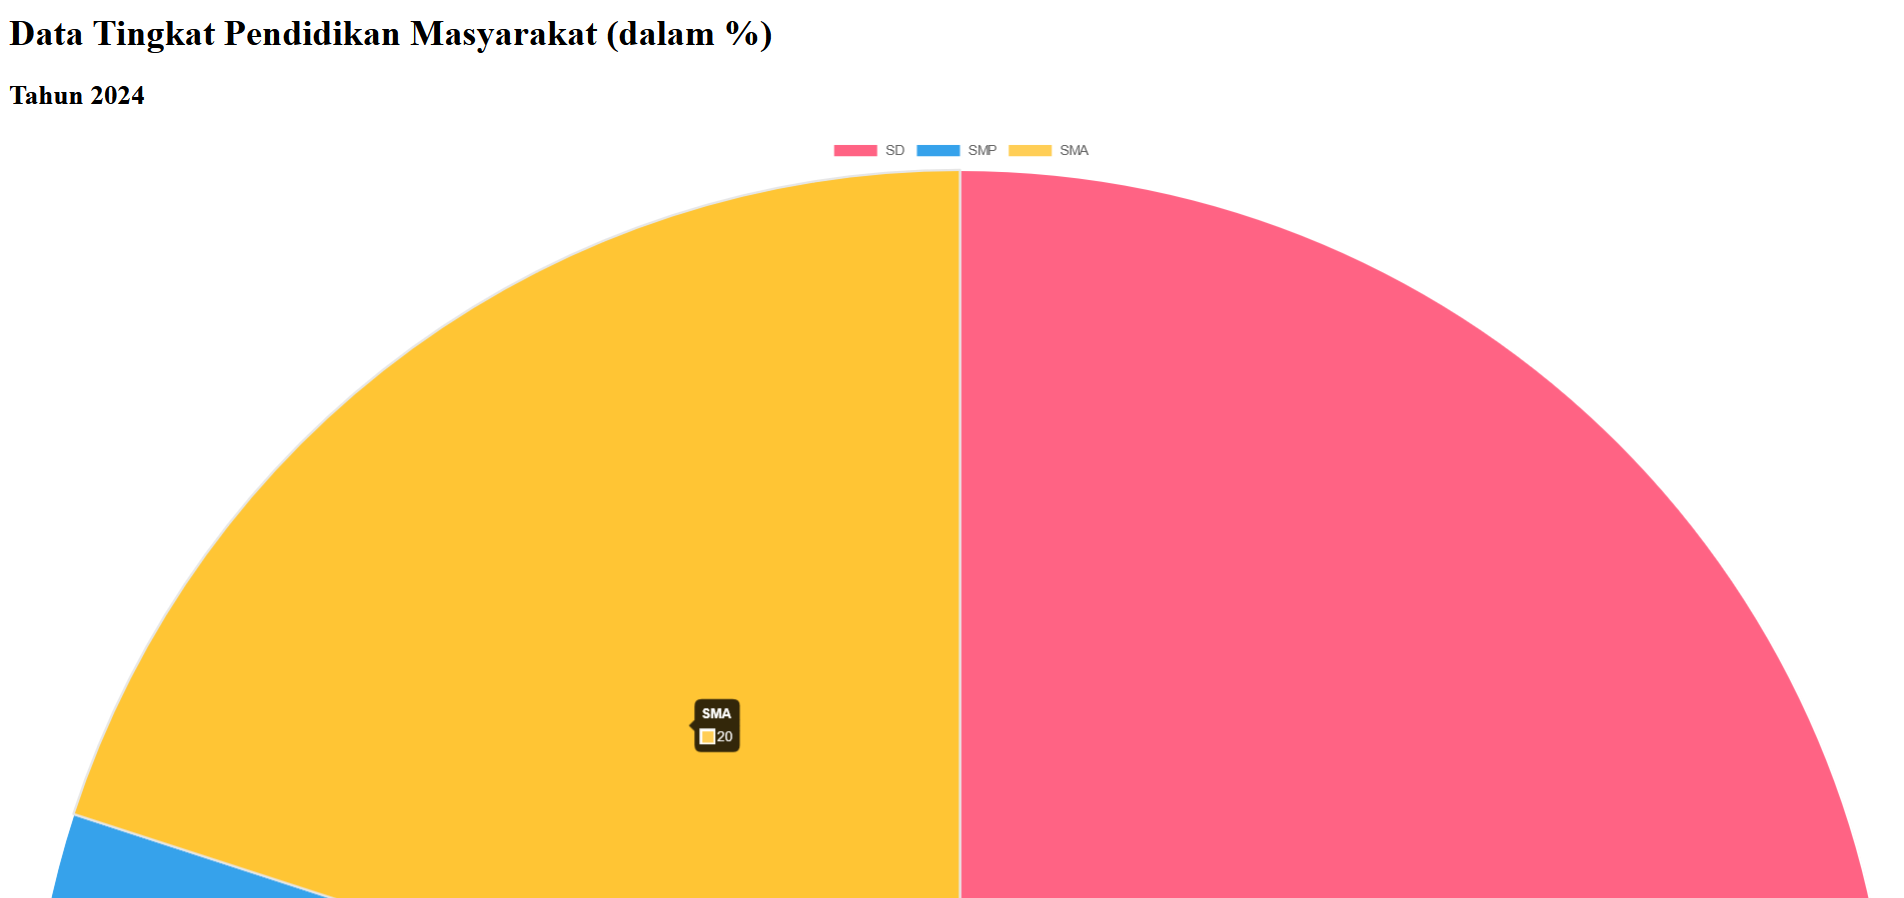 Data Tingkat Pendidikan Masyarakat (dalam %)
Tahun 2024
SD SMP SMA
SMA
20